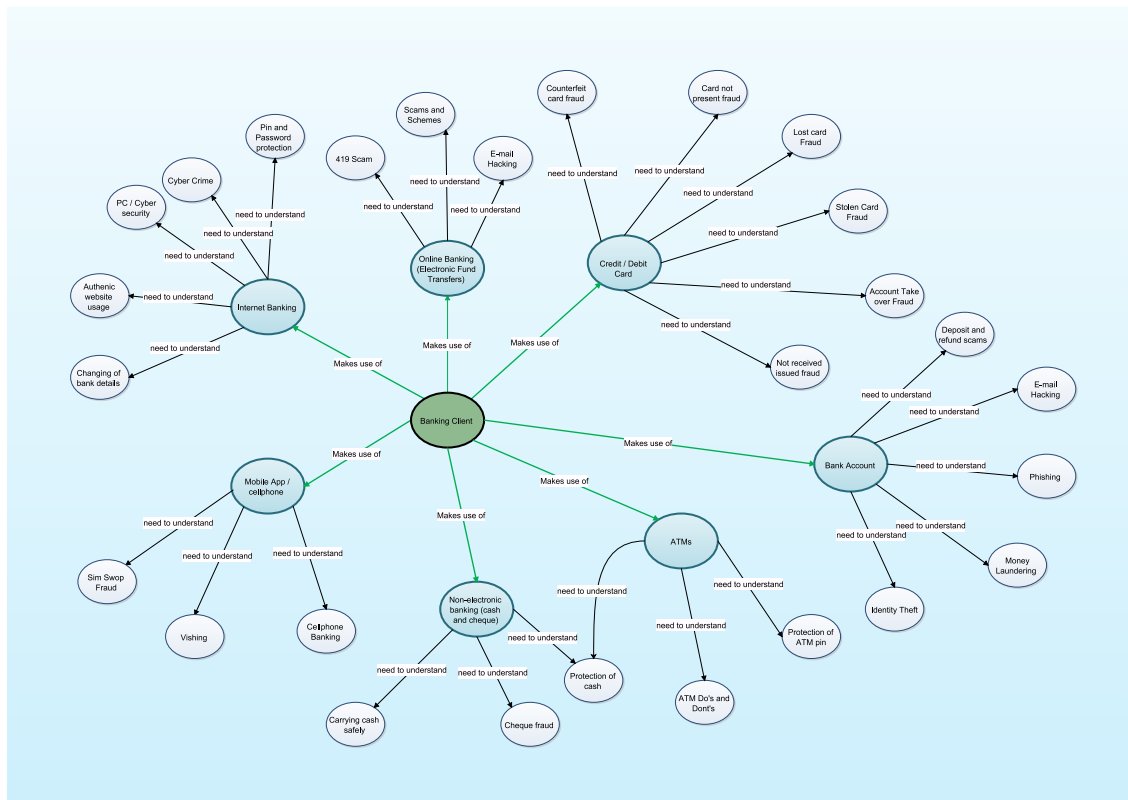 Counterfeit
card fraud
Card not
present fraud
Scams and
Schemes
Pin and
Password
protection
Lost card
Fraud
419 Scam
E-mail
Hacking
need to understand
need to understand
Cyber Crime
need to understand
need to understand
PC / Cyber
security
need to understand
need to understand
need to understand
Stolen Card
Fraud
need to understand
need to understand
need to understand
need to understand
Online Banking
(Electronic Fund
Transfers)
Credit / Debit
Card
Authenic
website
usage
need to understand
need to understand
Account Take
over Fraud
Internet Banking
need to understand
need to understand
Deposit and
refund scams
Makes use of
Makes use of
Makes use of
Changing of
bank details
Not received
issued fraud
need to understand
E-mail
Hacking
need to understand
Banking Client
Makes use of
Makes use of
Bank Account
need to understand
Phishing
Mobile App /
cellphone
Makes use of
Makes use of
need to understand
need to understand
need to understand
need to understand
need to understand
ATMs
Money
Laundering
Sim Swop
Fraud
need to understand
need to understand
Non-electronic
banking (cash
and cheque)
Identity Theft
Vishing
Cellphone
Banking
need to understand
need to understand
Protection of
ATM pin
need to understand
need to understand
Protection of
cash
ATM Do's and
Dont's
Carrying cash
safely
Cheque fraud